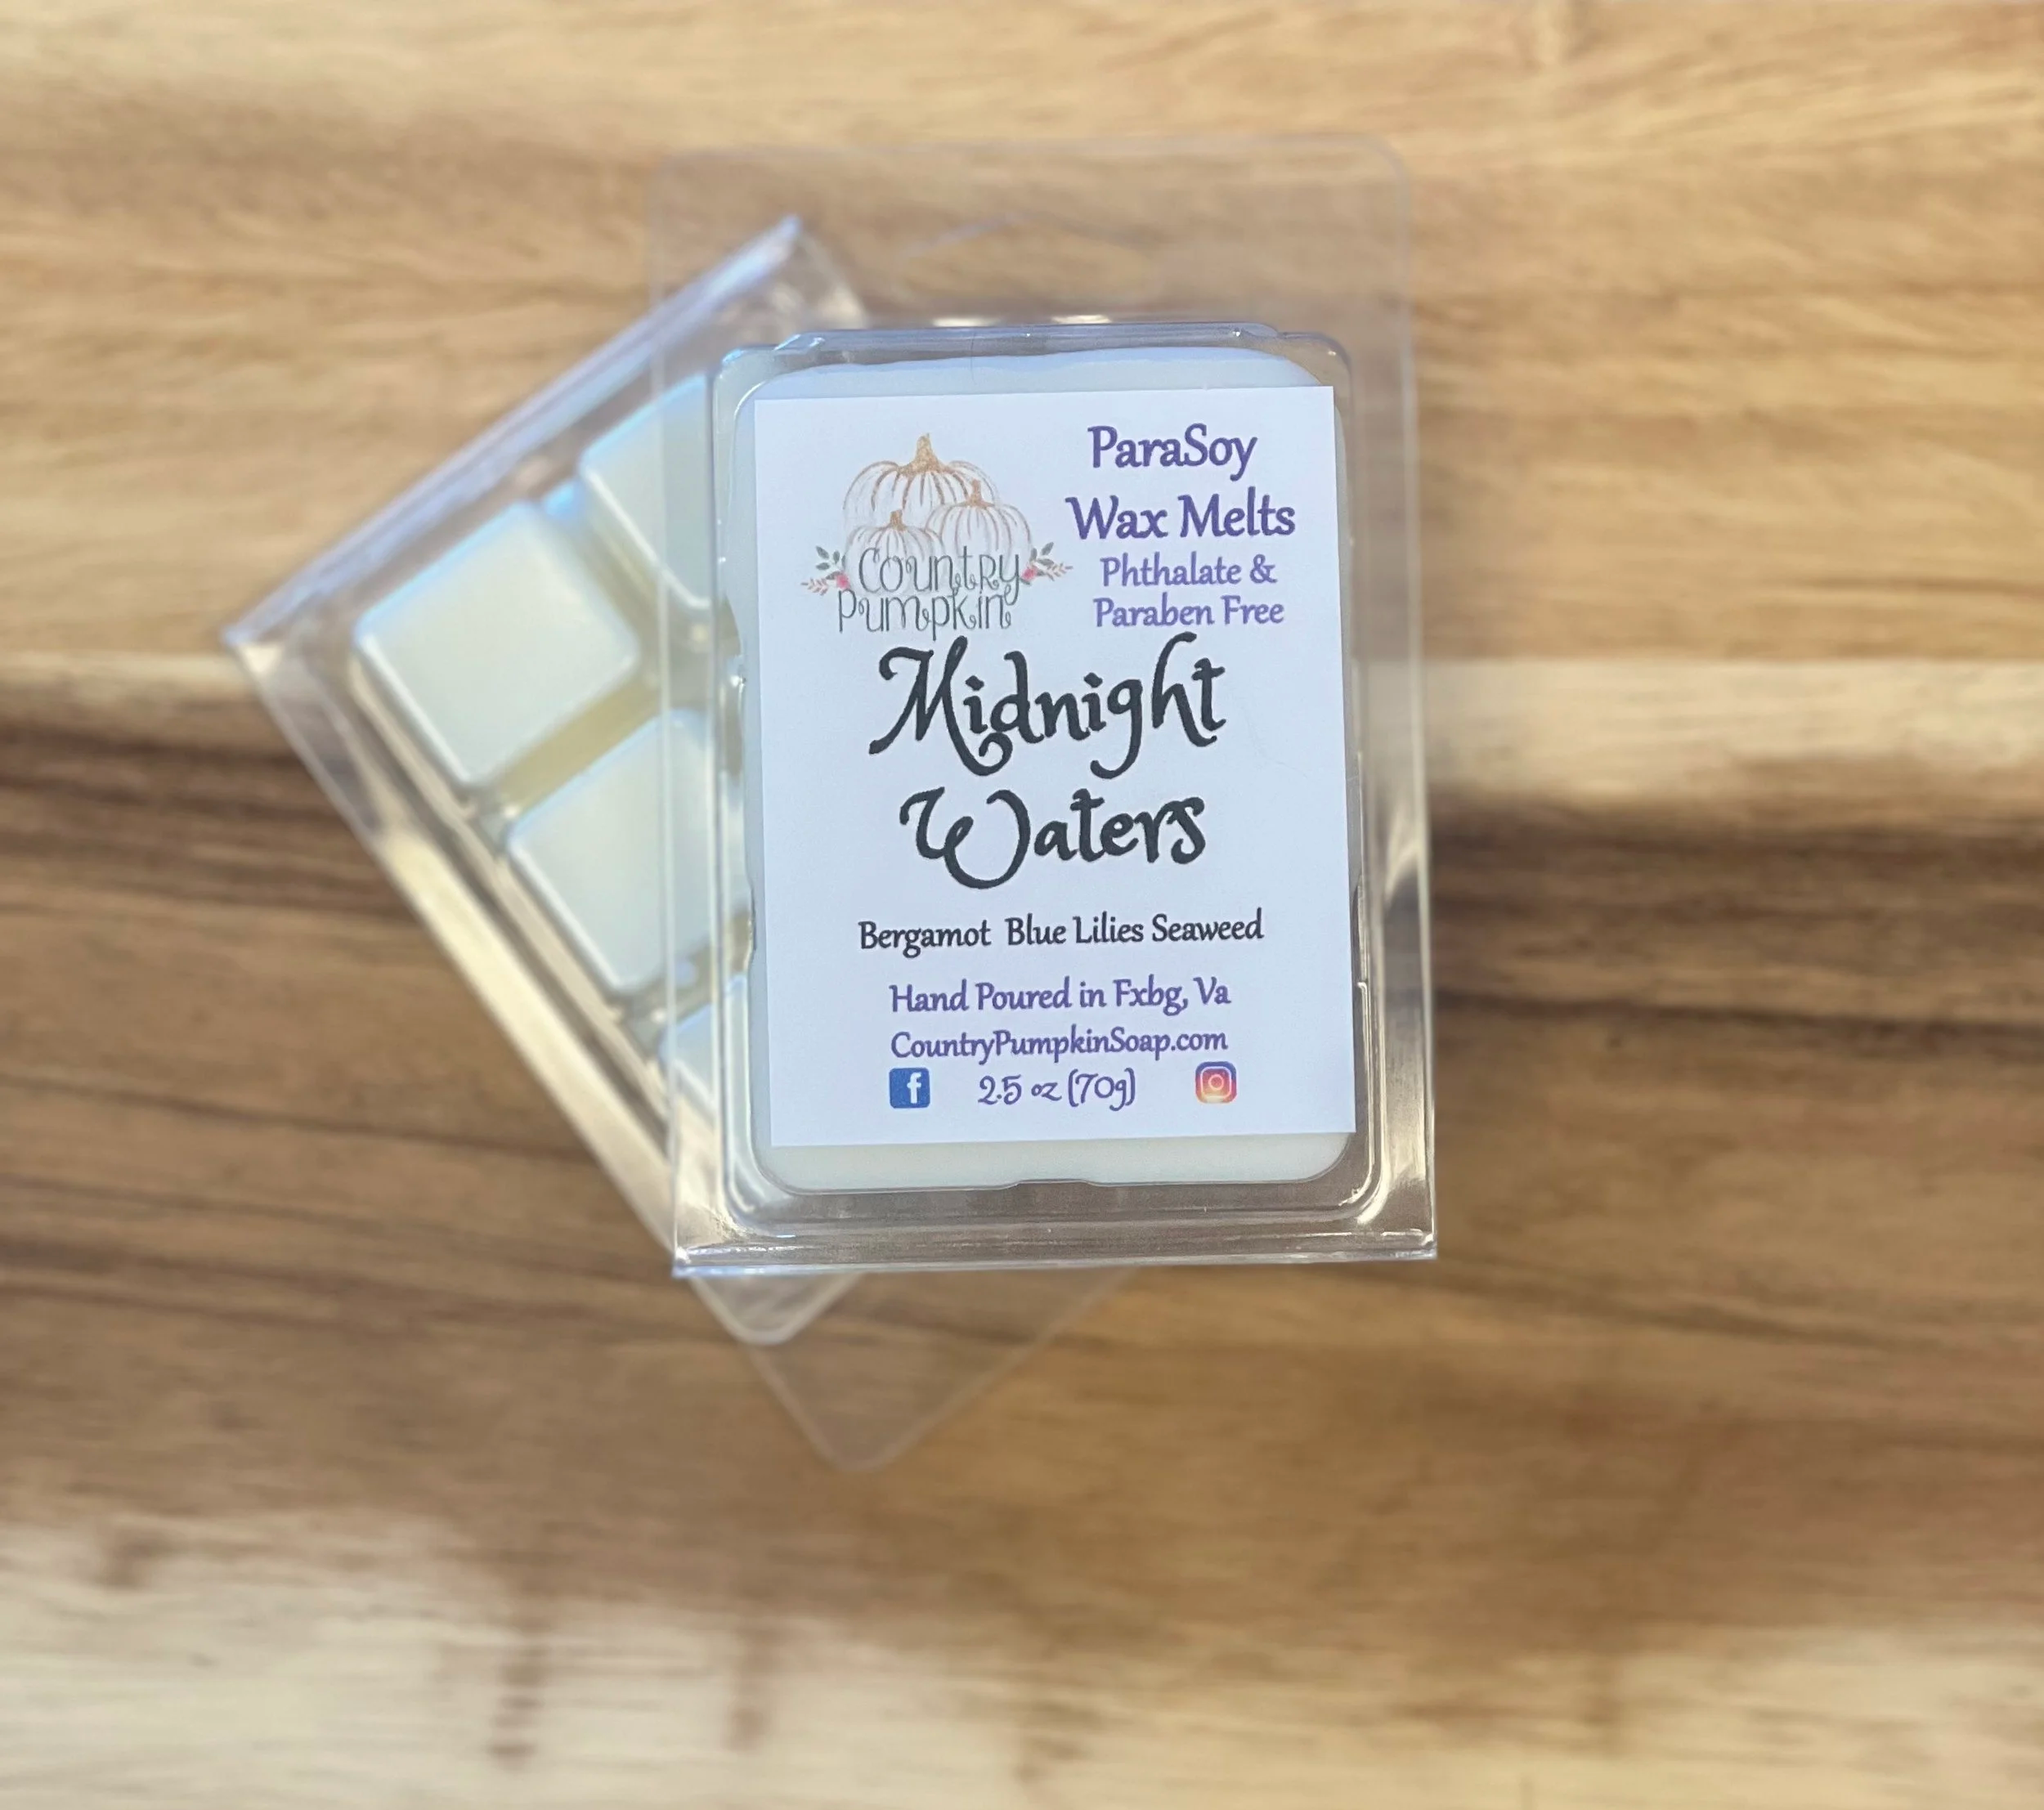 Country
Pumpkin
ParaSoy
Wax Melts
Phthalate &
Paraben Free
Midnight
Waters
Bergamot Blue Lilies Seaweed
Hand Poured in Fxbg, Va
CountryPumpkinSoap.com
f 2.5 oz (70g)